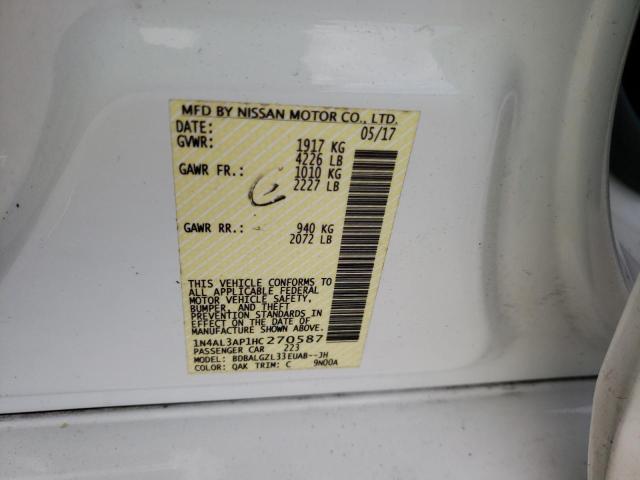 MFD BY NISSAN MOTOR CO., LTD.
DATE: 05/17
GVWR: 1917 KG
4226 LB
GAWR FR.: 1010 KG
2227 LB
GAWR RR.: 940 KG
2072 LB
THIS VEHICLE CONFORMS TO
ALL APPLICABLE FEDERAL
MOTOR VEHICLE SAFETY,
BUMPER, AND THEFT
PREVENTION STANDARDS IN
EFFECT ON THE DATE OF
MANUFACTURE SHOWN ABOVE.
1N4AL3AP1HC270587
PASSENGER CAR 223
MODEL: BDBALGZL33EUAB--JH
COLOR: QAK TRIM: C 9N00A